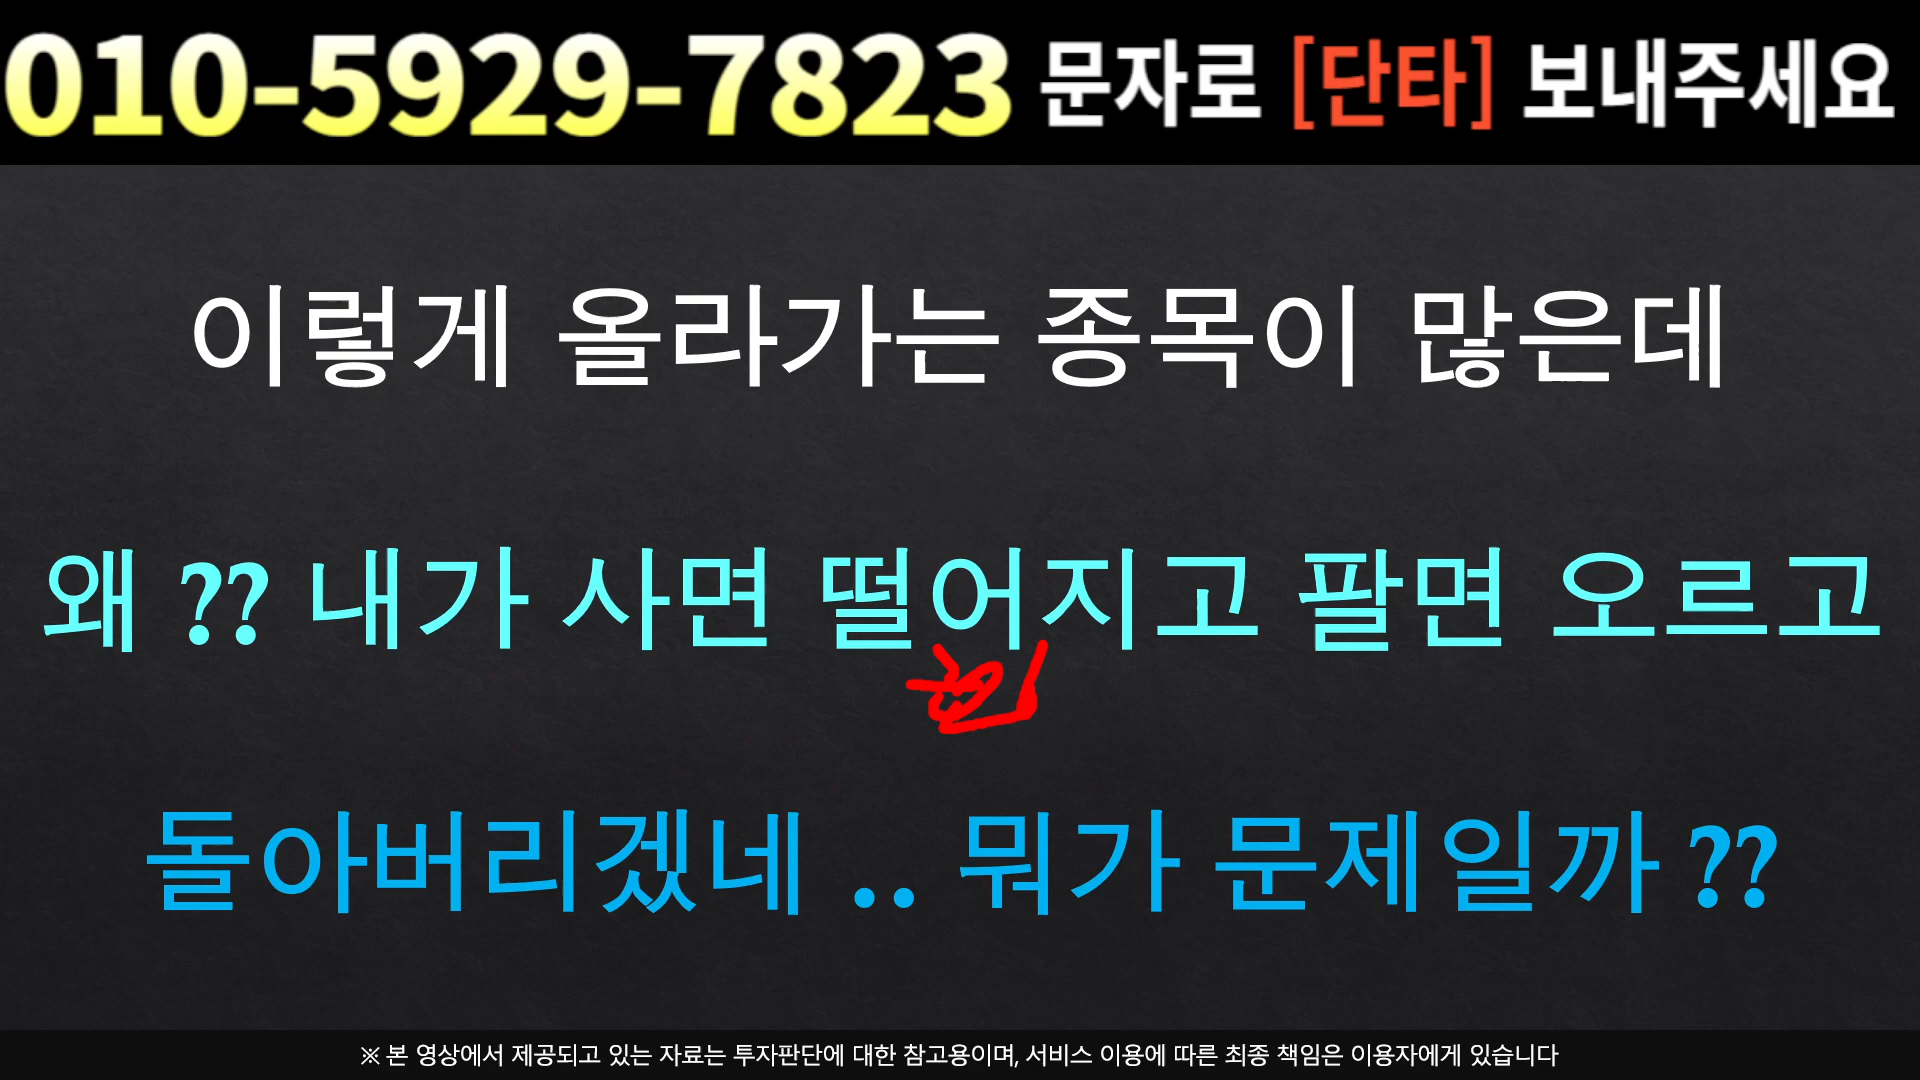 010-5929-7823 문자로 [단타] 보내주세요
이렇게 올라가는 종목이 많은데
왜 ?? 내가 사면 떨어지고 팔면 오르고
돌아버리겠네 .. 뭐가 문제일까 ??
※ 본 영상에서 제공되고 있는 자료는 투자판단에 대한 참고용이며, 서비스 이용에 따른 최종 책임은 이용자에게 있습니다